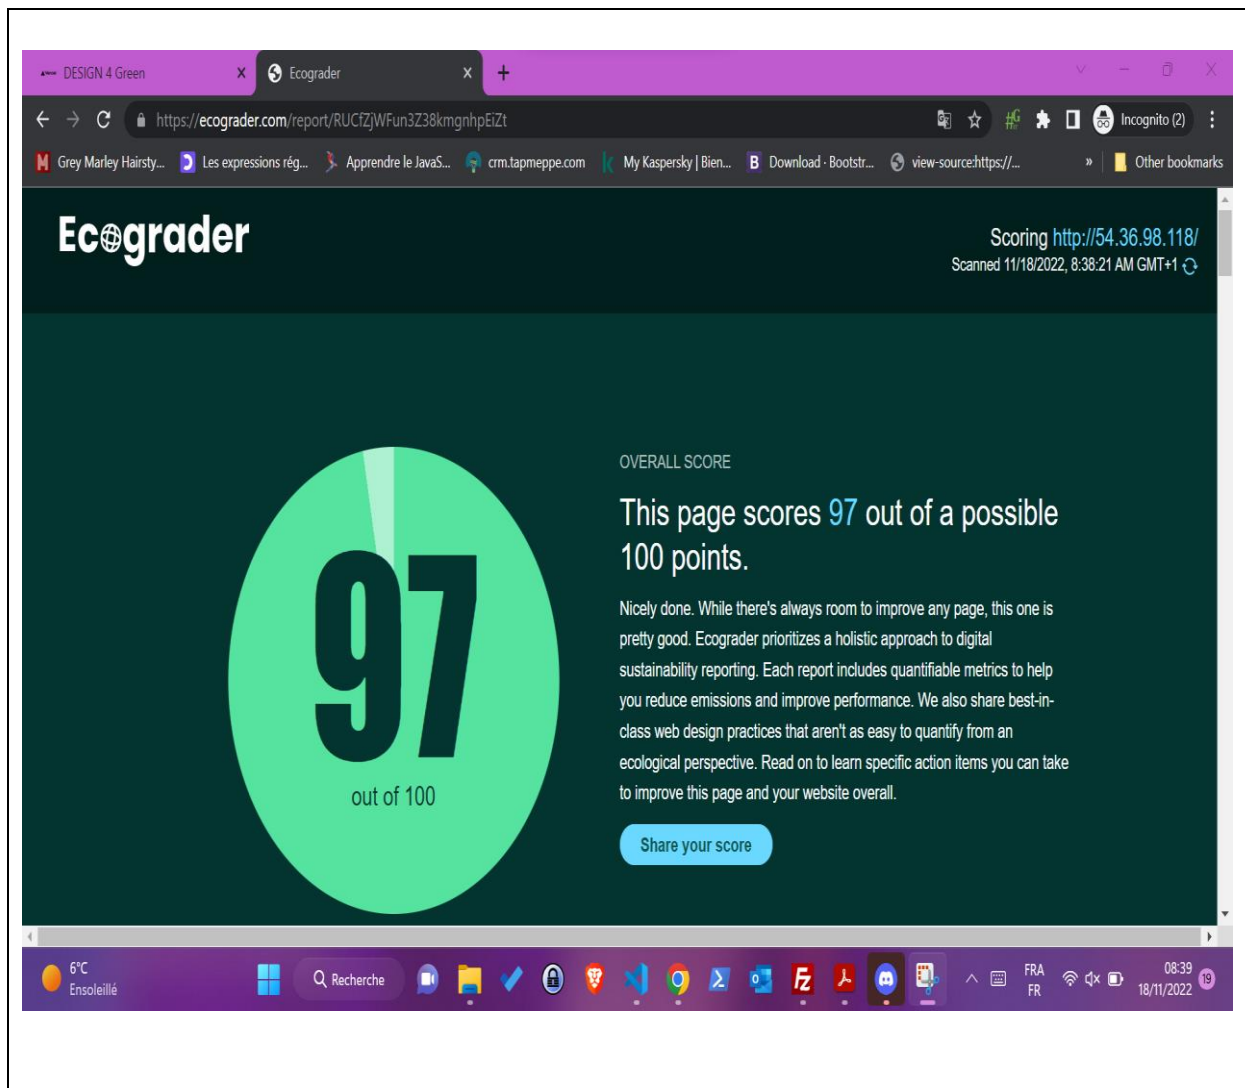 DESIGN 4 Green
Ecograder
https://ecograder.com/report/RUCfZjWFun3Z38kmgnhpEiZt
Incognito (2)
Grey Marley Hairsty...
Les expressions rég...
Apprendre le JavaS...
crm.tapmeppe.com
My Kaspersky | Bien...
Download · Bootstr...
view-source:https://...
»
Other bookmarks
Ecograder
Scoring http://54.36.98.118/
Scanned 11/18/2022, 8:38:21 AM GMT+1
97
out of 100
OVERALL SCORE
This page scores 97 out of a possible
100 points.
Nicely done. While there's always room to improve any page, this one is
pretty good. Ecograder prioritizes a holistic approach to digital
sustainability reporting. Each report includes quantifiable metrics to help
you reduce emissions and improve performance. We also share best-in-
class web design practices that aren't as easy to quantify from an
ecological perspective. Read on to learn specific action items you can take
to improve this page and your website overall.
Share your score
6°C
Ensoleillé
Recherche
FRA
FR
08:39
18/11/2022
19